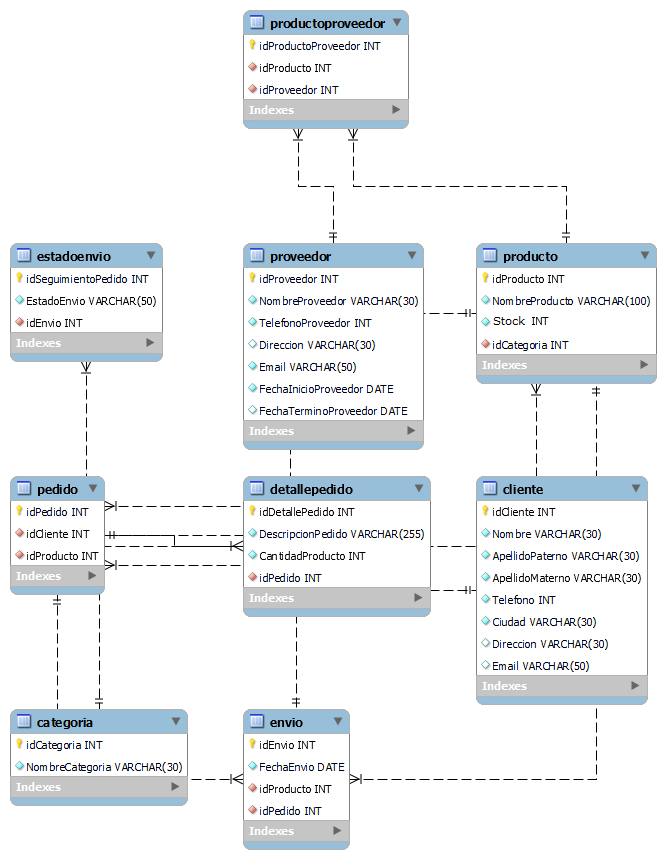 productoproveedor
idProductoProveedor INT
idProducto INT
idProveedor INT
Indexes
estadoenvio
idSeguimientoPedido INT
EstadoEnvio VARCHAR(50)
idEnvio INT
Indexes
proveedor
idProveedor INT
NombreProveedor VARCHAR(30)
TelefonoProveedor INT
Direccion VARCHAR(30)
Email VARCHAR(50)
FechaInicioProveedor DATE
FechaTerminoProveedor DATE
Indexes
producto
idProducto INT
NombreProducto VARCHAR(100)
Stock INT
idCategoria INT
Indexes
pedido
idPedido INT
idCliente INT
idProducto INT
Indexes
detallepedido
idDetallePedido INT
DescripcionPedido VARCHAR(255)
CantidadProducto INT
idPedido INT
Indexes
cliente
idCliente INT
Nombre VARCHAR(30)
ApellidoPaterno VARCHAR(30)
ApellidoMaterno VARCHAR(30)
Telefono INT
Ciudad VARCHAR(30)
Direccion VARCHAR(30)
Email VARCHAR(50)
Indexes
categoria
idCategoria INT
NombreCategoria VARCHAR(30)
Indexes
envio
idEnvio INT
FechaEnvio DATE
idProducto INT
idPedido INT
Indexes